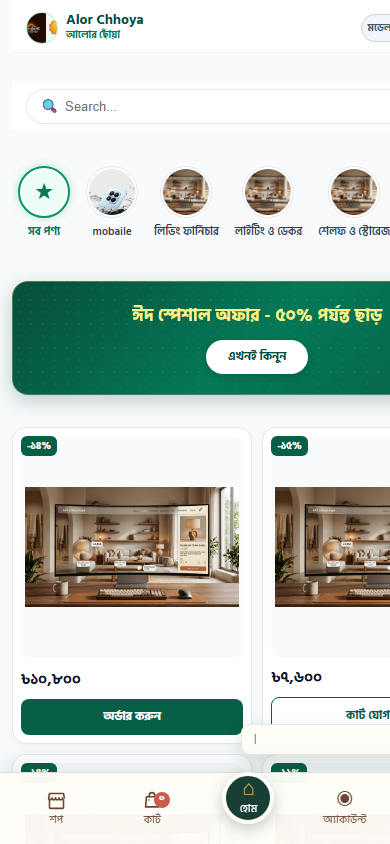 Alor Chhoya
আলোর ছোঁয়া
মডেল
Search...
সব পণ্য
mobaile
লিভিং ফার্নিচার
লাইটিং ও ডেকর
শেলফ ও স্টোরেজ
ঈদ স্পেশাল অফার - ৫০% পর্যন্ত ছাড়
এখনই কিনুন
-১৪%
-১৫%
৳১০,৮০০
৳৭,৬০০
অর্ডার করুন
কার্ট যোগ
শপ
কার্ট
হোম
অ্যাকাউন্ট